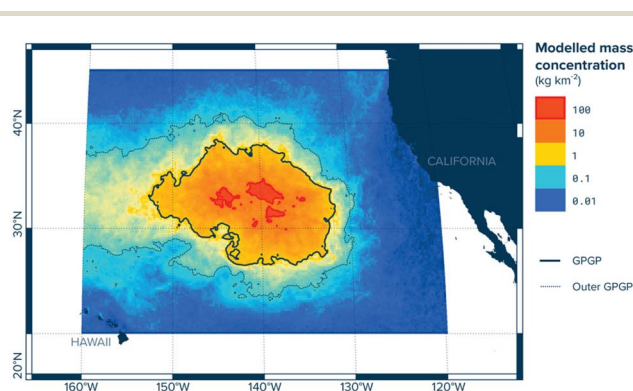 Modelled mass
concentration
(kg km⁻²)
100
10
1
0.1
0.01
GPGP
Outer GPGP
40°N
30°N
20°N
CALIFORNIA
HAWAII
160°W
150°W
140°W
130°W
120°W